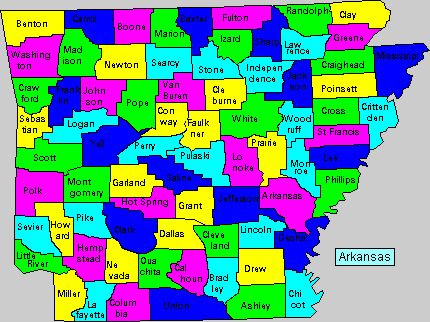 Benton
Carroll
Boone
Marion
Baxter
Fulton
Randolph
Clay
Washing
ton
Mad
ison
Newton
Searcy
Stone
Izard
Sharp
Law
rence
Greene
Craighead
Mississippi
Craw
ford
Frank
lin
John
son
Pope
Van
Buren
Cle
burne
Indepen
dence
Jack
son
Poinsett
Sebas
tian
Logan
Con
way
Faulk
ner
White
Wood
ruff
Cross
Critten
den
St Francis
Scott
Yell
Perry
Pulaski
Lo
noke
Prairie
Mon
roe
Lee
Phillips
Polk
Mont
gomery
Garland
Saline
Hot Spring
Grant
Jefferson
Arkansas
Sevier
How
ard
Pike
Clark
Dallas
Cleve
land
Lincoln
Desha
Little
River
Hemp
stead
Ne
vada
Oua
chita
Cal
houn
Brad
ley
Drew
Arkansas
Miller
La
fayette
Colum
bia
Union
Ashley
Chi
cot